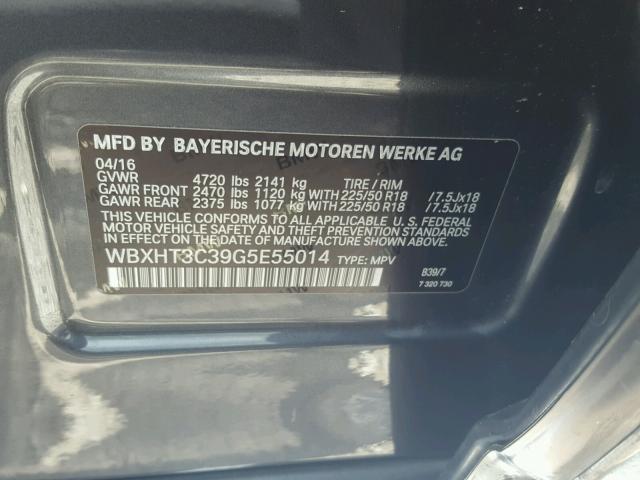 MFD BY BAYERISCHE MOTOREN WERKE AG
04/16
GVWR 4720 lbs 2141 kg TIRE / RIM
GAWR FRONT 2470 lbs 1120 kg WITH 225/50 R18 /7.5Jx18
GAWR REAR 2375 lbs 1077 kg WITH 225/50 R18 /7.5Jx18
THIS VEHICLE CONFORMS TO ALL APPLICABLE U. S. FEDERAL
MOTOR VEHICLE SAFETY AND THEFT PREVENTION STANDARDS
IN EFFECT ON THE DATE OF MANUFACTURE SHOWN ABOVE.
WBXHT3C39G5E55014 TYPE: MPV B39/7
7 320 730